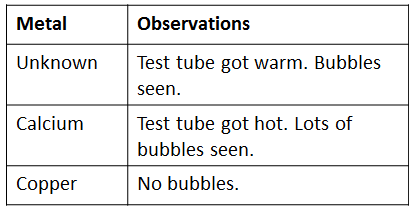 Metal Observations
Unknown Test tube got warm. Bubbles
seen.
Calcium Test tube got hot. Lots of
bubbles seen.
Copper No bubbles.